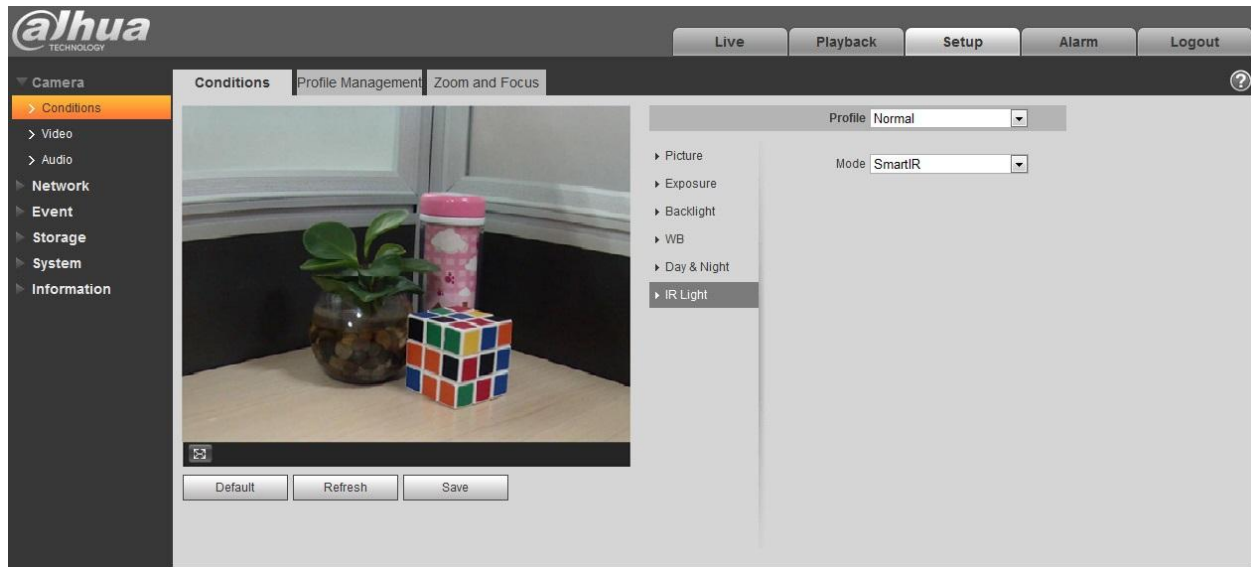 alhua
TECHNOLOGY
Live
Playback
Setup
Alarm
Logout
Camera
Conditions
Video
Audio
Network
Event
Storage
System
Information
Conditions
Profile Management
Zoom and Focus
?
Profile Normal
Picture
Exposure
Backlight
WB
Day & Night
IR Light
Mode SmartIR
Default
Refresh
Save